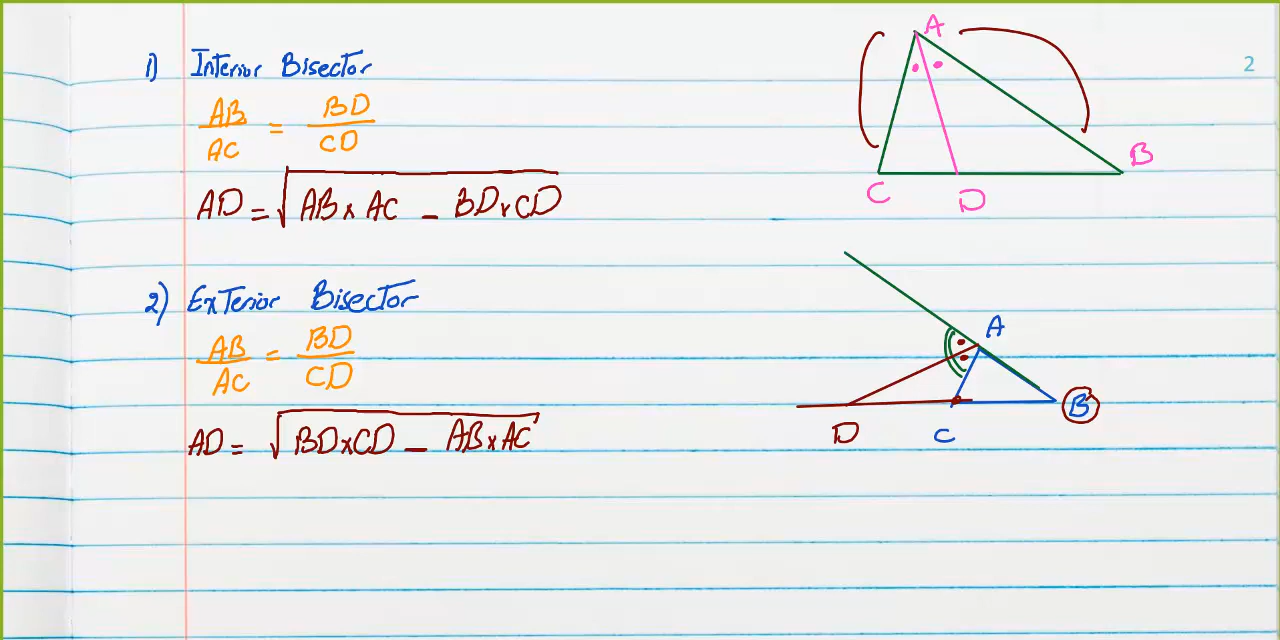 2
1) Interior Bisector
AB/AC = BD/CD
AD = √AB × AC - BD × CD
A
B
C
D
2) Exterior Bisector
AB/AC = BD/CD
AD = √BD × CD - AB × AC
A
B
D
C